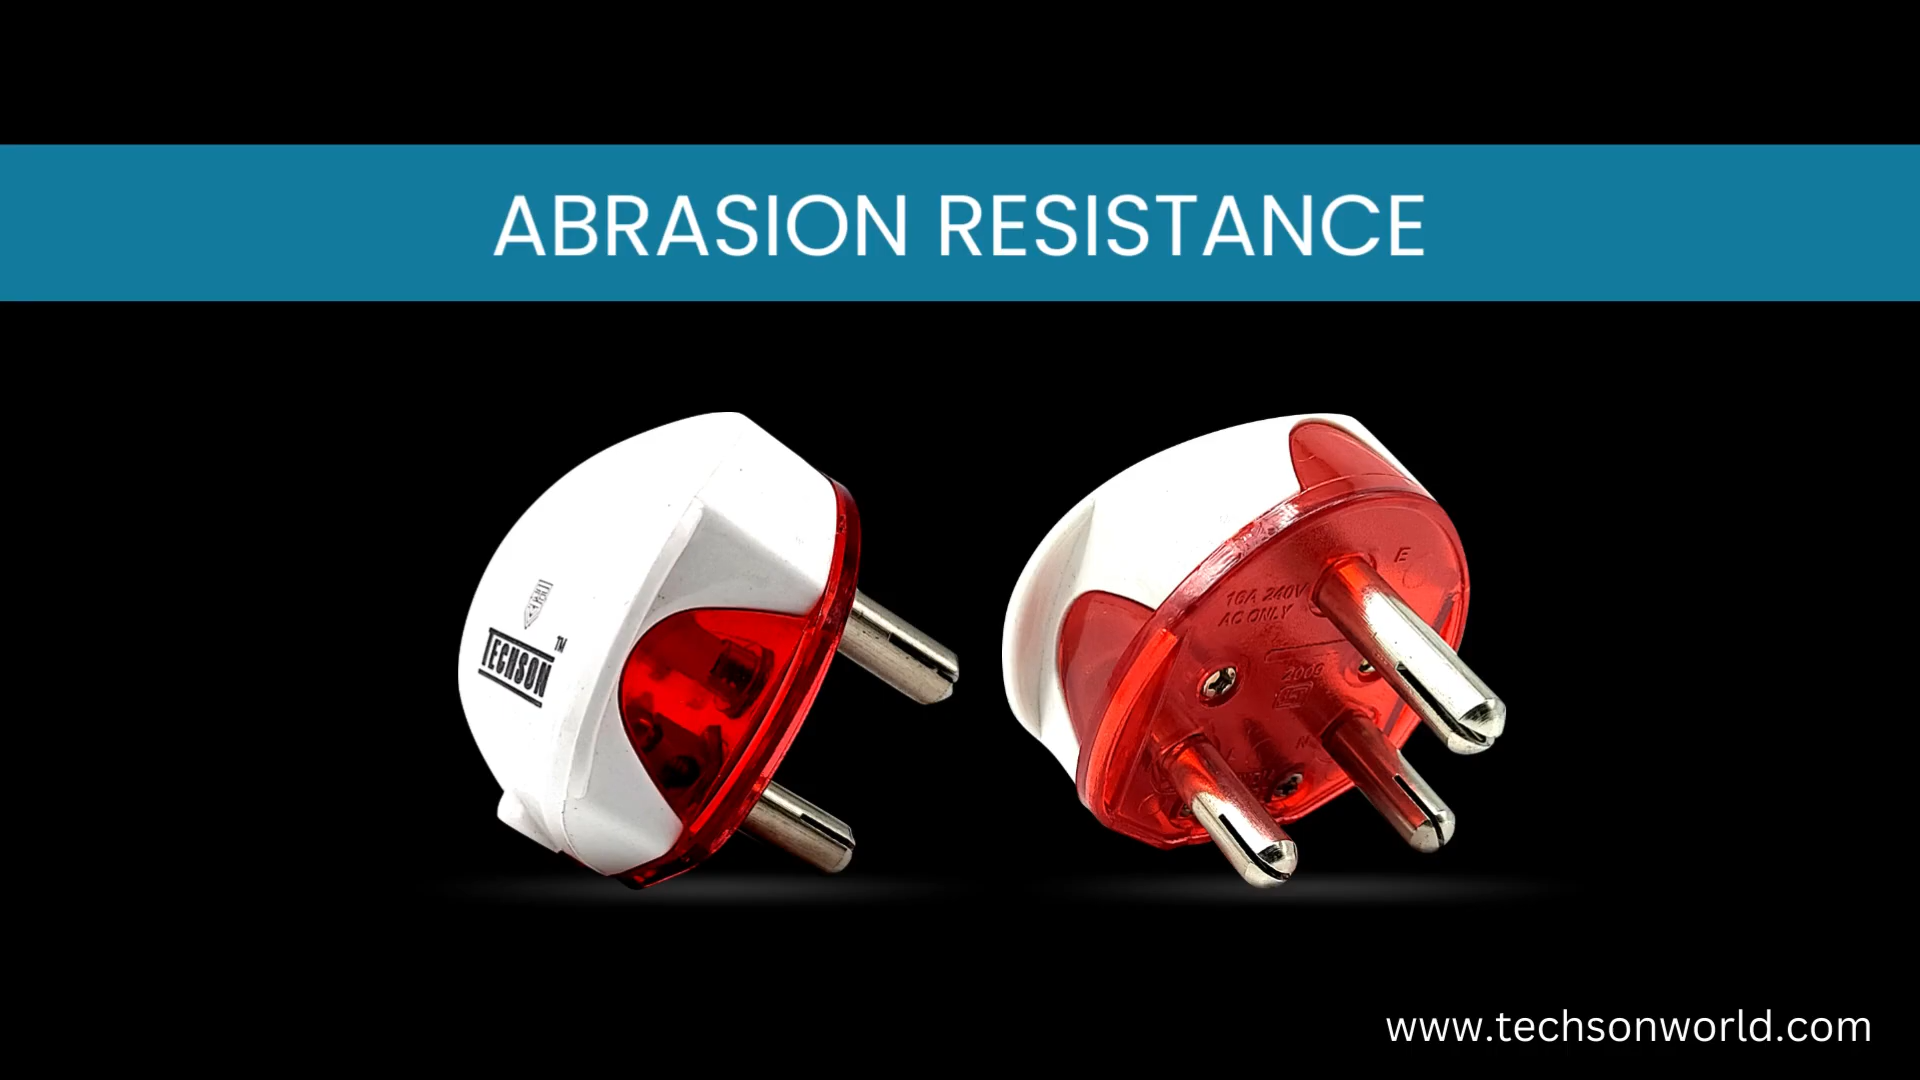 ABRASION RESISTANCE
TECHSON
TM
E
16A 240V
AC ONLY
N
www.techsonworld.com